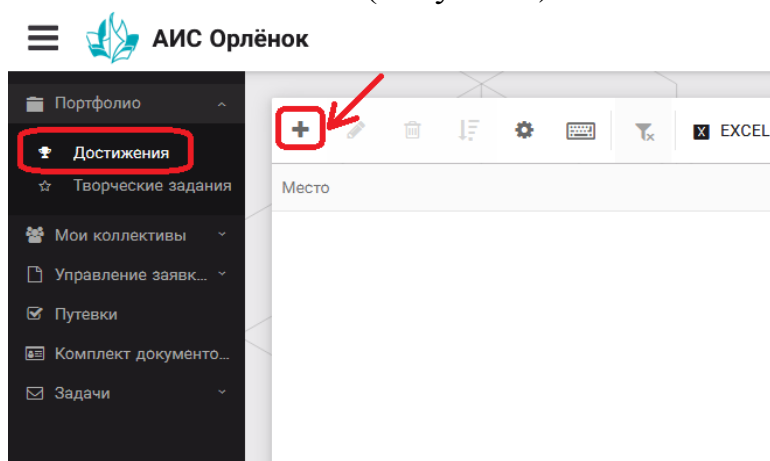 АИС Орлёнок
Портфолио
Достижения
Творческие задания
Мои коллективы
Управление заявк...
Путевки
Комплект документо...
Задачи
X EXCEL
Место